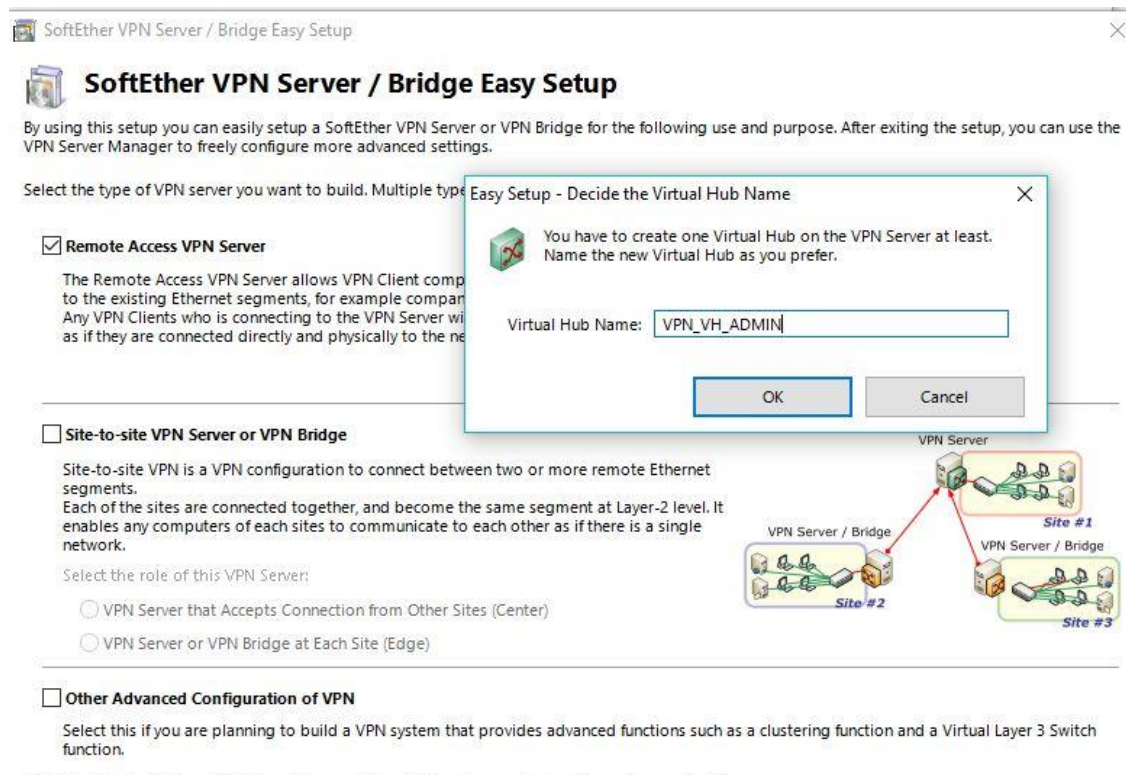 SoftEther VPN Server / Bridge Easy Setup
SoftEther VPN Server / Bridge Easy Setup
By using this setup you can easily setup a SoftEther VPN Server or VPN Bridge for the following use and purpose. After exiting the setup, you can use the
VPN Server Manager to freely configure more advanced settings.
Select the type of VPN server you want to build. Multiple type
Remote Access VPN Server
The Remote Access VPN Server allows VPN Client comp
to the existing Ethernet segments, for example compan
Any VPN Clients who is connecting to the VPN Server wi
as if they are connected directly and physically to the ne
Easy Setup - Decide the Virtual Hub Name
You have to create one Virtual Hub on the VPN Server at least.
Name the new Virtual Hub as you prefer.
Virtual Hub Name: VPN_VH_ADMIN
OK Cancel
Site-to-site VPN Server or VPN Bridge
Site-to-site VPN is a VPN configuration to connect between two or more remote Ethernet
segments.
Each of the sites are connected together, and become the same segment at Layer-2 level. It
enables any computers of each sites to communicate to each other as if there is a single
network.
Select the role of this VPN Server:
VPN Server that Accepts Connection from Other Sites (Center)
VPN Server or VPN Bridge at Each Site (Edge)
VPN Server
Site #1
VPN Server / Bridge
Site #2
VPN Server / Bridge
Site #3
Other Advanced Configuration of VPN
Select this if you are planning to build a VPN system that provides advanced functions such as a clustering function and a Virtual Layer 3 Switch
function.